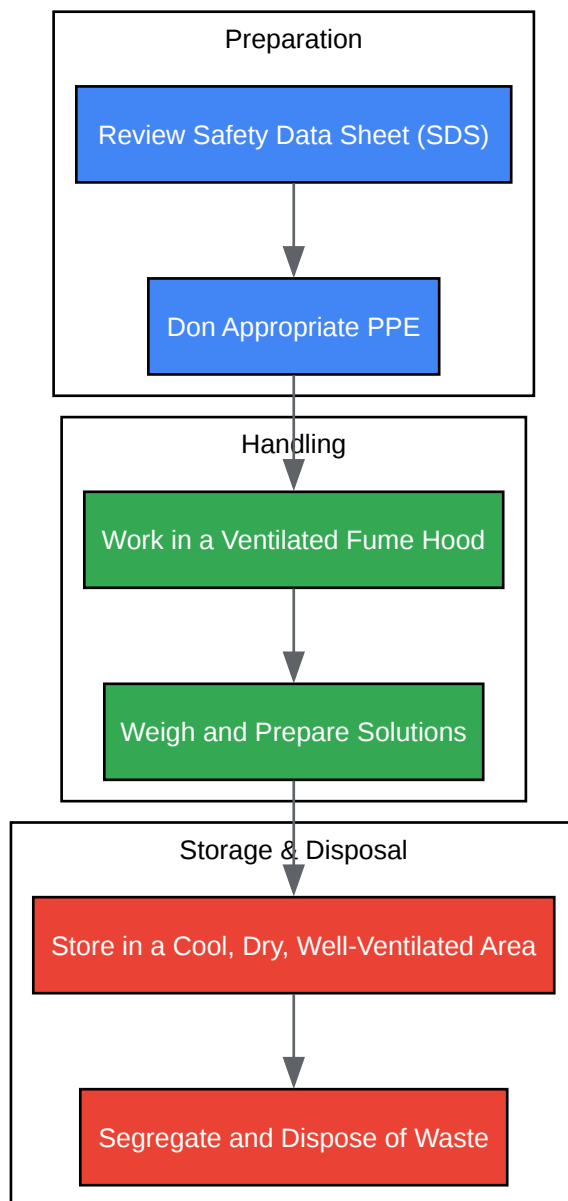 Preparation
Review Safety Data Sheet (SDS)
Don Appropriate PPE
Handling
Work in a Ventilated Fume Hood
Weigh and Prepare Solutions
Storage & Disposal
Store in a Cool, Dry, Well-Ventilated Area
Segregate and Dispose of Waste